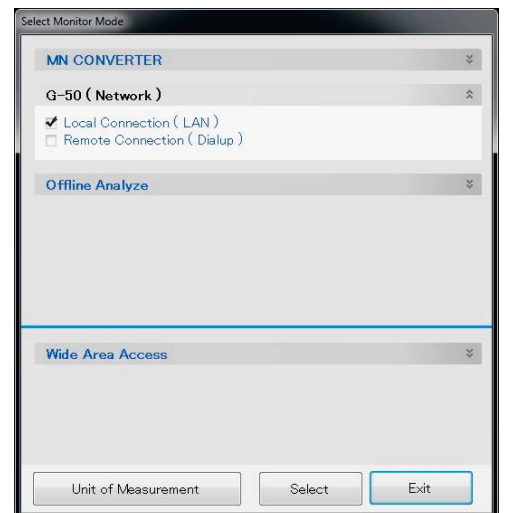 Select Monitor Mode
MN CONVERTER
G-50 ( Network )
Local Connection ( LAN )
Remote Connection ( Dialup )
Offline Analyze
Wide Area Access
Unit of Measurement Select Exit